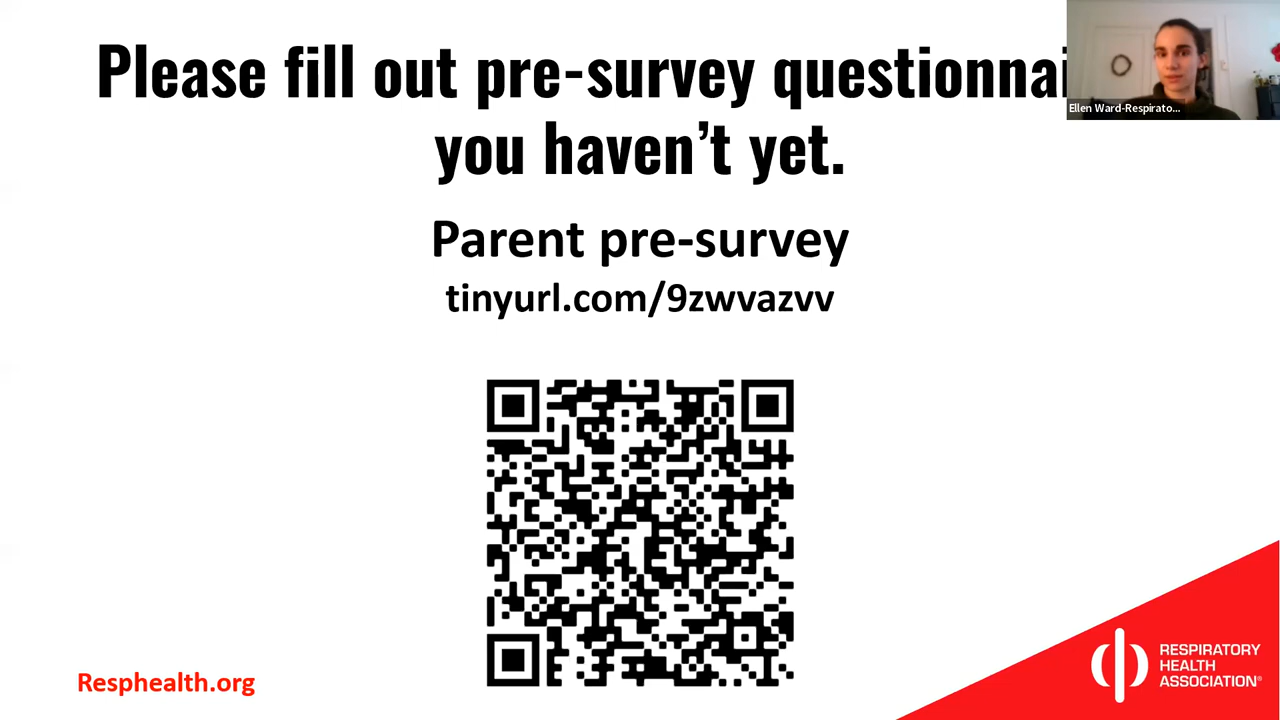 Please fill out pre-survey questionnai
you haven’t yet.
Parent pre-survey
tinyurl.com/9zwvazvv
Ellen Ward-Respirato...
Resphealth.org
RESPIRATORY
HEALTH
ASSOCIATION®